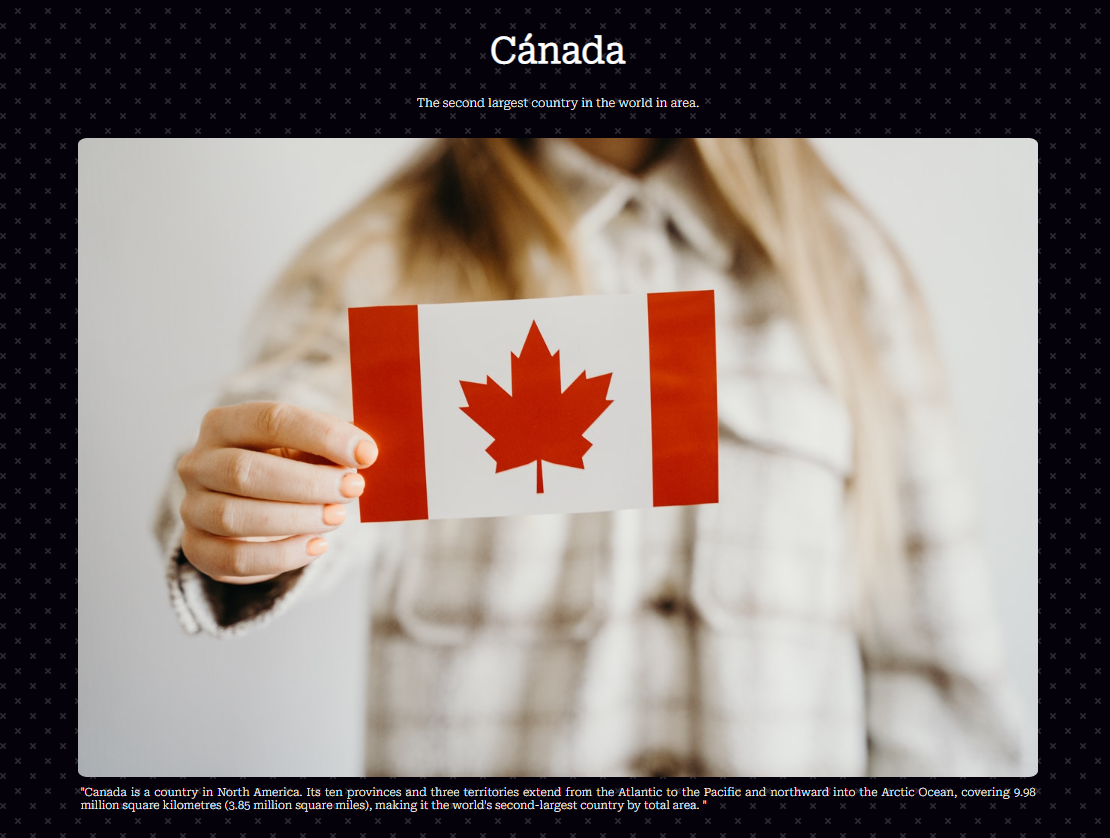 Cánada
The second largest country in the world in area.
"Canada is a country in North America. Its ten provinces and three territories extend from the Atlantic to the Pacific and northward into the Arctic Ocean, covering 9.98
million square kilometres (3.85 million square miles), making it the world's second-largest country by total area. "